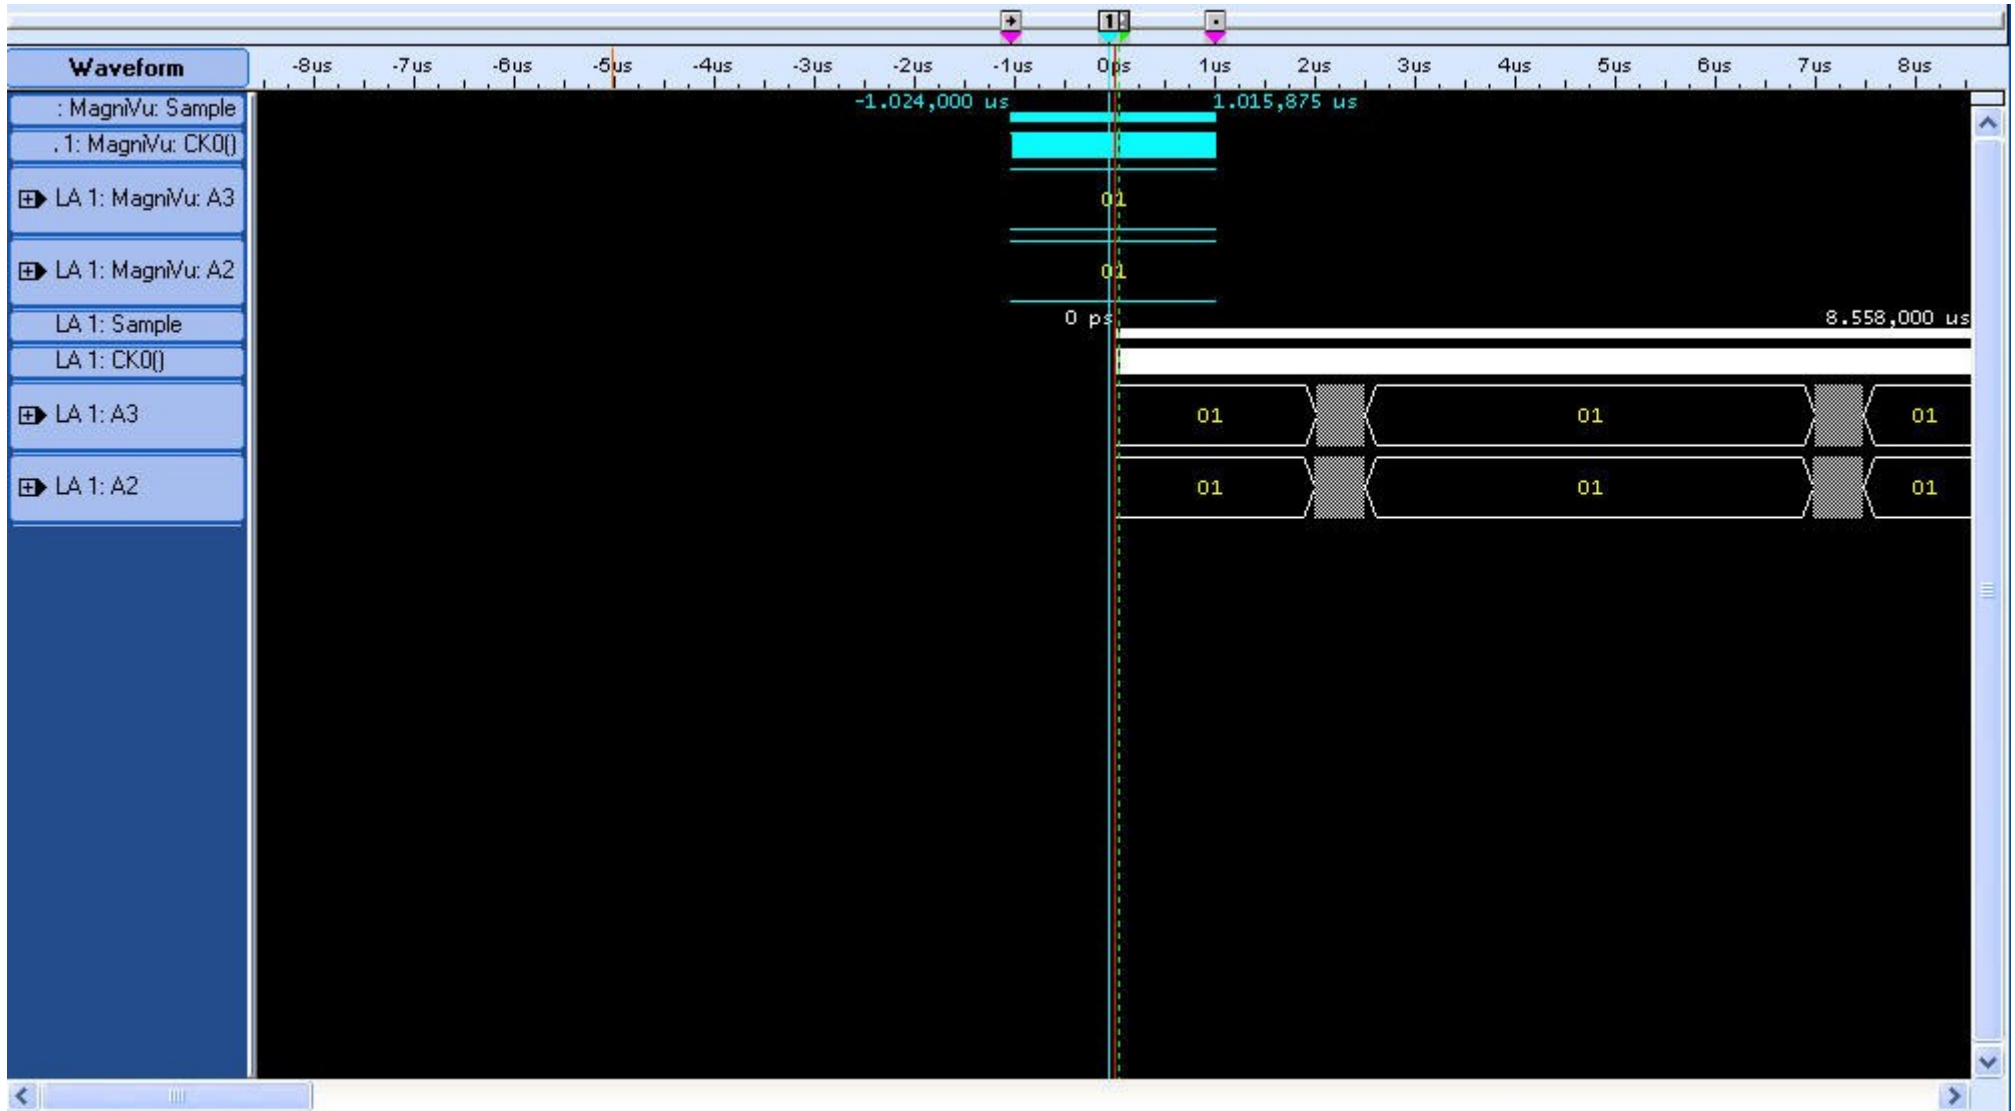 1
Waveform -8us -7us -6us -5us -4us -3us -2us -1us 0ps 1us 2us 3us 4us 5us 6us 7us 8us
: MagniVu: Sample -1.024,000 us 1.015,875 us
. 1: MagniVu: CK0()
LA 1: MagniVu: A3 01
LA 1: MagniVu: A2 01
LA 1: Sample 0 ps 8.558,000 us
LA 1: CK0()
LA 1: A3 01 01 01
LA 1: A2 01 01 01